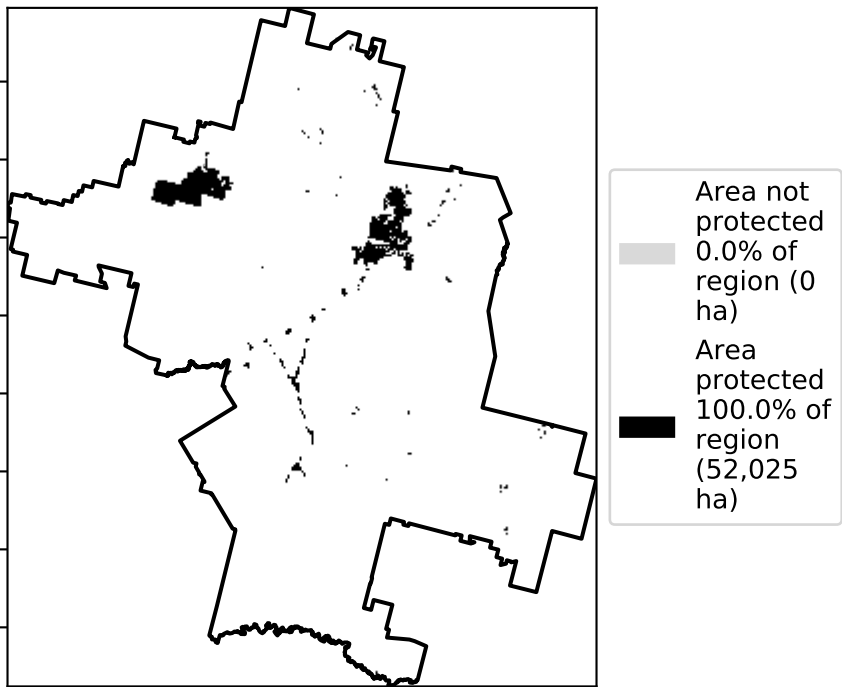 Area not
protected
0.0% of
region (0
ha)
Area
protected
100.0% of
region
(52,025
ha)